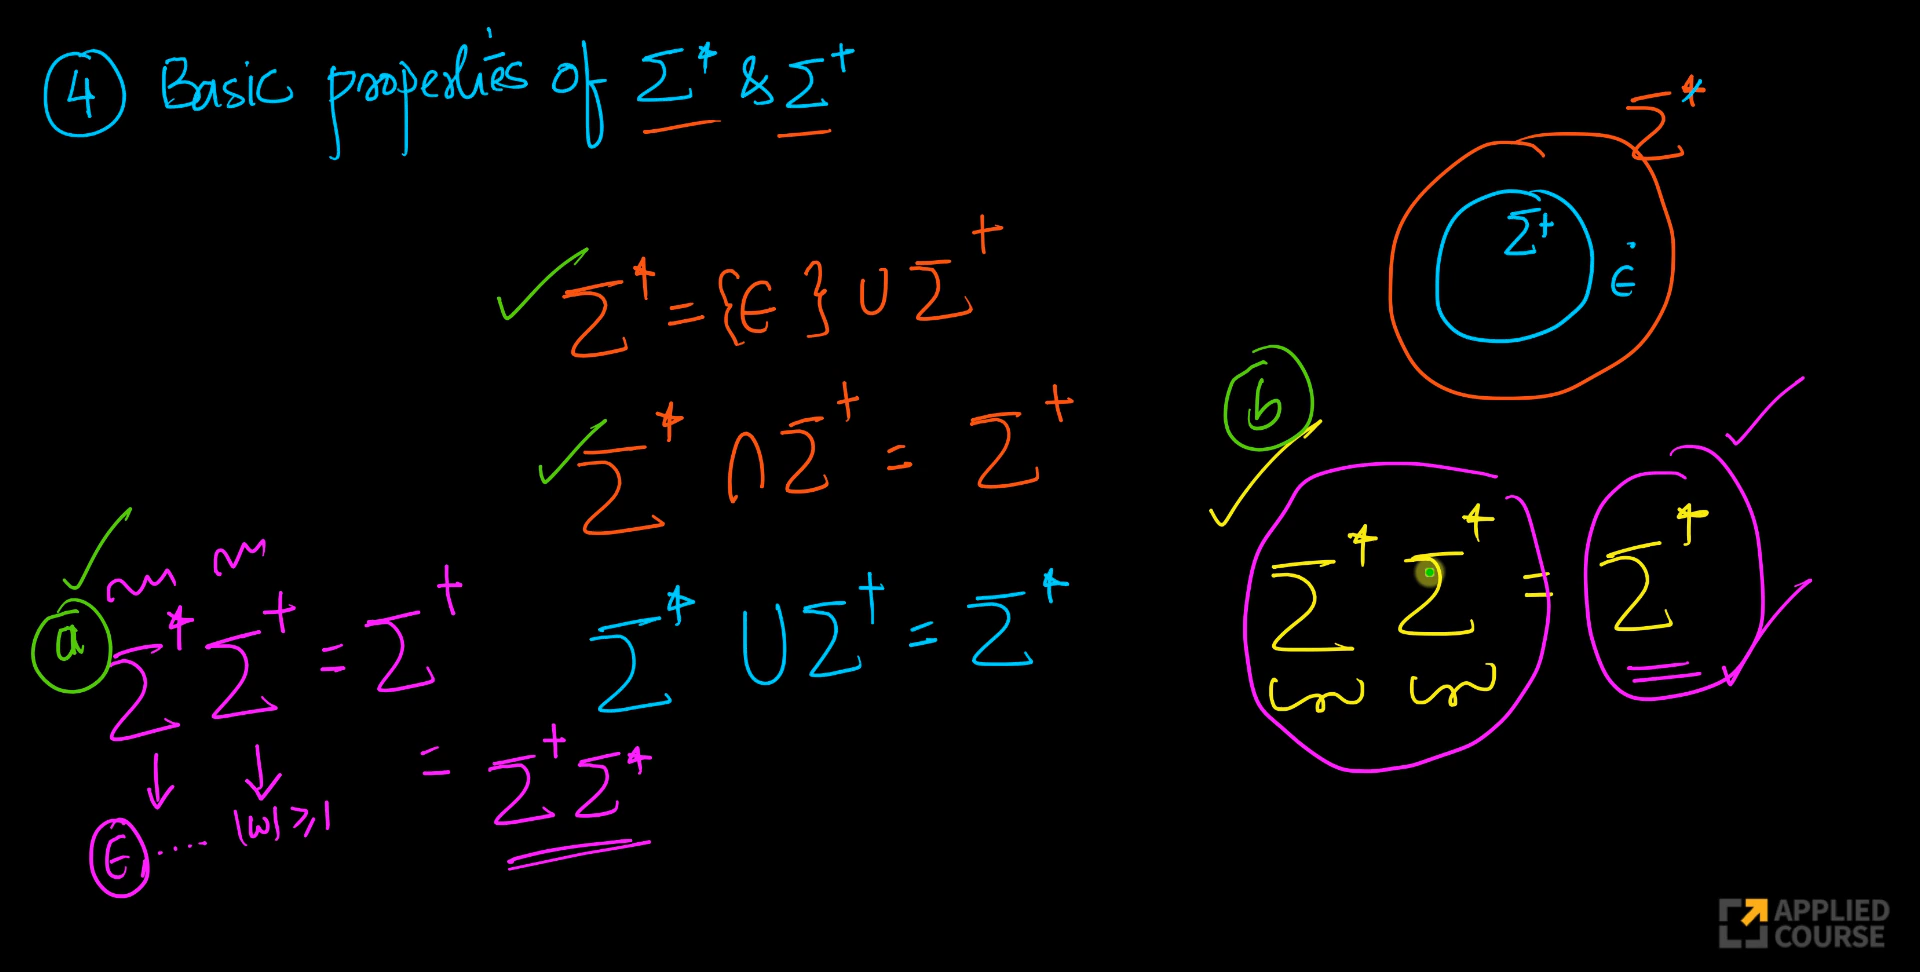 ④ Basic properties of Σ* & Σ⁺
Σ*
Σ⁺
ϵ
Σ* = {ϵ} ∪ Σ⁺
Σ* ∩ Σ⁺ = Σ⁺
Σ* ∪ Σ⁺ = Σ*
ⓐ Σ* Σ⁺ = Σ⁺
= Σ⁺ Σ*
ϵ, ..... |w| ≥ 1
ⓑ
Σ* Σ* = Σ*
APPLIED
COURSE